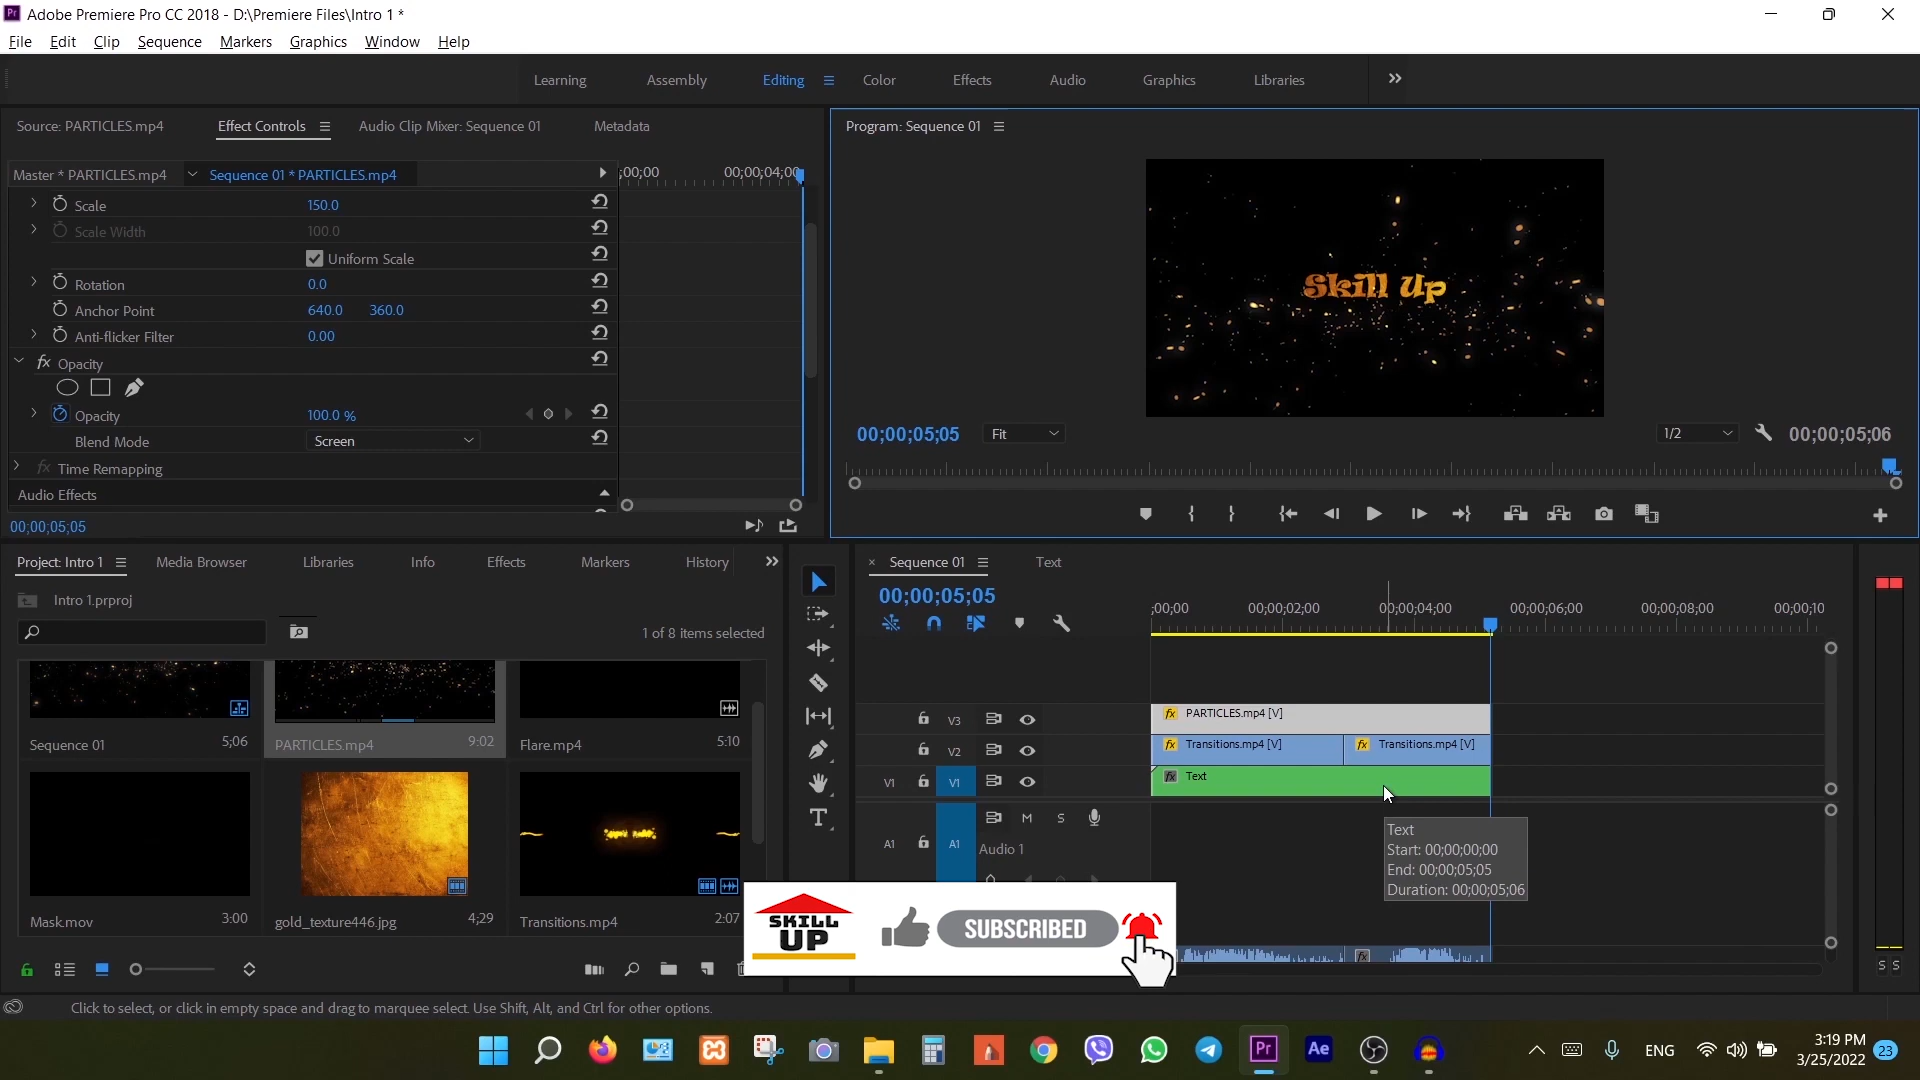 Adobe Premiere Pro CC 2018 - D:\Premiere Files\Intro 1 *
File Edit Clip Sequence Markers Graphics Window Help
Learning Assembly Editing Color Effects Audio Graphics Libraries
Source: PARTICLES.mp4 Effect Controls Audio Clip Mixer: Sequence 01 Metadata
Master * PARTICLES.mp4 Sequence 01 * PARTICLES.mp4
;00;00 00;00;04;00
Scale 150.0
Scale Width 100.0
Uniform Scale
Rotation 0.0
Anchor Point 640.0 360.0
Anti-flicker Filter 0.00
fx Opacity
Opacity 100.0 %
Blend Mode Screen
fx Time Remapping
Audio Effects
00;00;05;05
Program: Sequence 01
Skill Up
00;00;05;05 Fit 1/2 00;00;05;06
Project: Intro 1 Media Browser Libraries Info Effects Markers History
Intro 1.prproj
1 of 8 items selected
Sequence 01 5;06
PARTICLES.mp4 9:02
Flare.mp4 5:10
Mask.mov 3:00
gold_texture446.jpg 4;29
Transitions.mp4 2:07
Sequence 01 Text
00;00;05;05
;00;00 00;00;02;00 00;00;04;00 00;00;06;00 00;00;08;00 00;00;10
V3 fx PARTICLES.mp4 [V]
V2 fx Transitions.mp4 [V] fx Transitions.mp4 [V]
V1 V1 fx Text
A1 A1 M S
Audio 1
fx
Text
Start: 00;00;00;00
End: 00;00;05;05
Duration: 00;00;05;06
S S
SKILL
UP
SUBSCRIBED
Click to select, or click in empty space and drag to marquee select. Use Shift, Alt, and Ctrl for other options.
Pr Ae
ENG
3:19 PM
3/25/2022
23